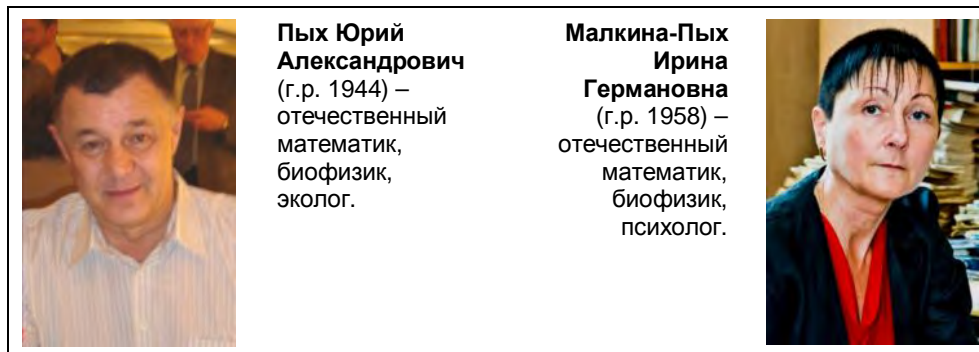 Пых Юрий
Александрович
(г.р. 1944) –
отечественный
математик,
биофизик,
эколог.
Малкина-Пых
Ирина
Германовна
(г.р. 1958) –
отечественный
математик,
биофизик,
психолог.